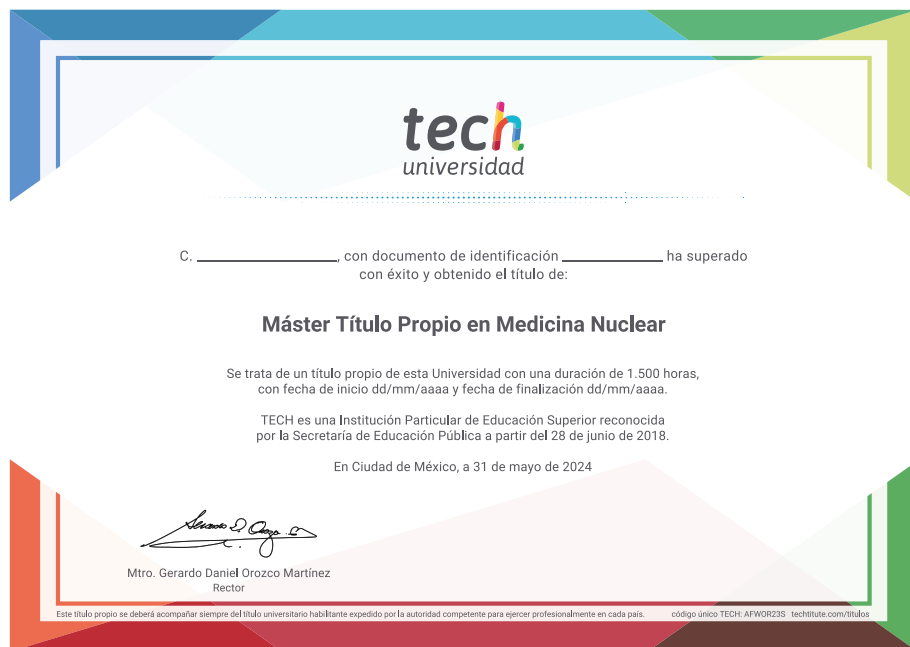 tech
universidad
C. ____________, con documento de identificación ____________ ha superado
con éxito y obtenido el título de:
Máster Título Propio en Medicina Nuclear
Se trata de un título propio de esta Universidad con una duración de 1.500 horas,
con fecha de inicio dd/mm/aaaa y fecha de finalización dd/mm/aaaa.
TECH es una Institución Particular de Educación Superior reconocida
por la Secretaría de Educación Pública a partir del 28 de junio de 2018.
En Ciudad de México, a 31 de mayo de 2024
Mtro. Gerardo Daniel Orozco Martínez
Rector
Este título propio se deberá acompañar siempre del título universitario habilitante expedido por la autoridad competente para ejercer profesionalmente en cada país. código único TECH: AFWOR23S techtitute.com/titulos